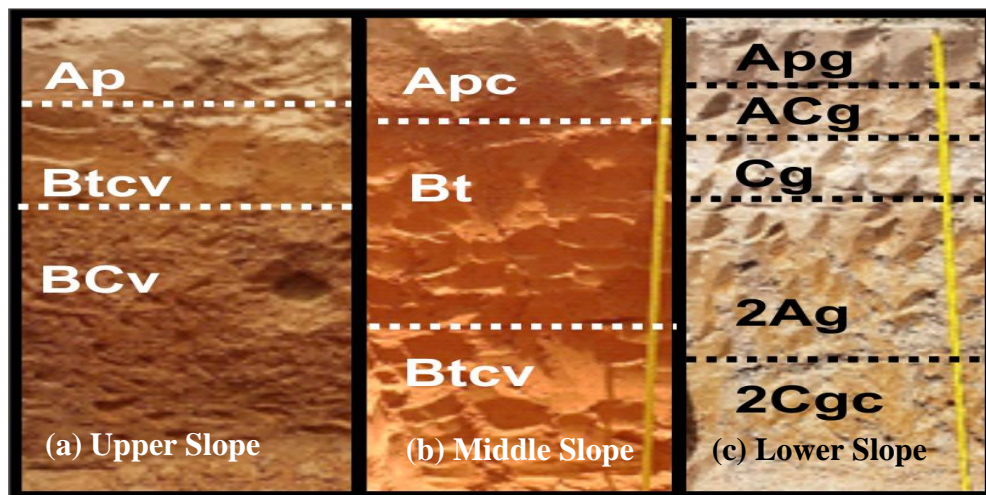 Ap
Btcv
BCv
(a) Upper Slope
Apc
Bt
Btcv
(b) Middle Slope
Apg
ACg
Cg
2Ag
2Cgc
(c) Lower Slope